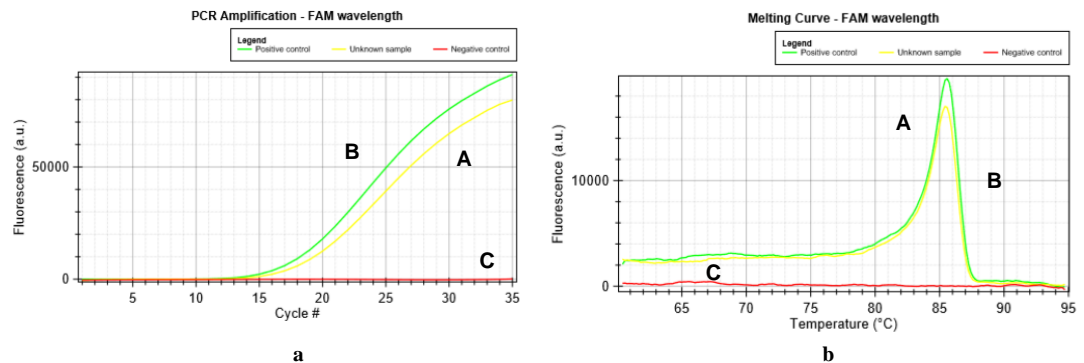 PCR Amplification - FAM wavelength
Legend
Positive control Unknown sample Negative control
Fluorescence (a.u.)
50000
0
B
A
C
5 10 15 20 25 30 35
Cycle #
a
Melting Curve - FAM wavelength
Legend
Positive control Unknown sample Negative control
Fluorescence (a.u.)
10000
0
A
B
C
65 70 75 80 85 90 95
Temperature (°C)
b